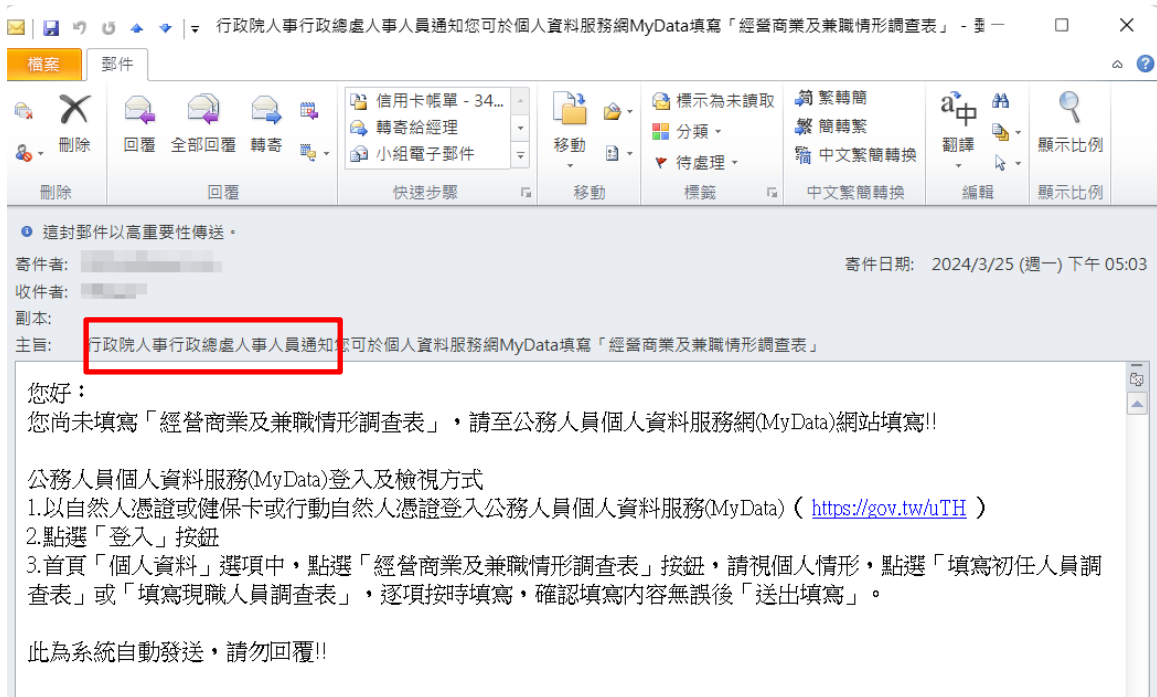 行政院人事行政總處人事人員通知您可於個人資料服務網MyData填寫「經營商業及兼職情形調查表」 -
檔案 郵件
刪除 回覆 全部回覆 轉寄
信用卡帳單 - 34...
轉寄給經理
小組電子郵件
移動
標示為未讀取
分類
待處理
繁轉簡
簡轉繁
中文繁簡轉換
翻譯
顯示比例
刪除 回覆 快速步驟 移動 標籤 中文繁簡轉換 編輯 顯示比例
這封郵件以高重要性傳送。
寄件者: 寄件日期: 2024/3/25 (週一) 下午 05:03
收件者:
副本:
主旨: 行政院人事行政總處人事人員通知您可於個人資料服務網MyData填寫「經營商業及兼職情形調查表」
您好：
您尚未填寫「經營商業及兼職情形調查表」，請至公務人員個人資料服務網(MyData)網站填寫!!
公務人員個人資料服務(MyData)登入及檢視方式
1.以自然人憑證或健保卡或行動自然人憑證登入公務人員個人資料服務(MyData)（ https://gov.tw/uTH ）
2.點選「登入」按鈕
3.首頁「個人資料」選項中，點選「經營商業及兼職情形調查表」按鈕，請視個人情形，點選「填寫初任人員調
查表」或「填寫現職人員調查表」，逐項按時填寫，確認填寫內容無誤後「送出填寫」。
此為系統自動發送，請勿回覆!!